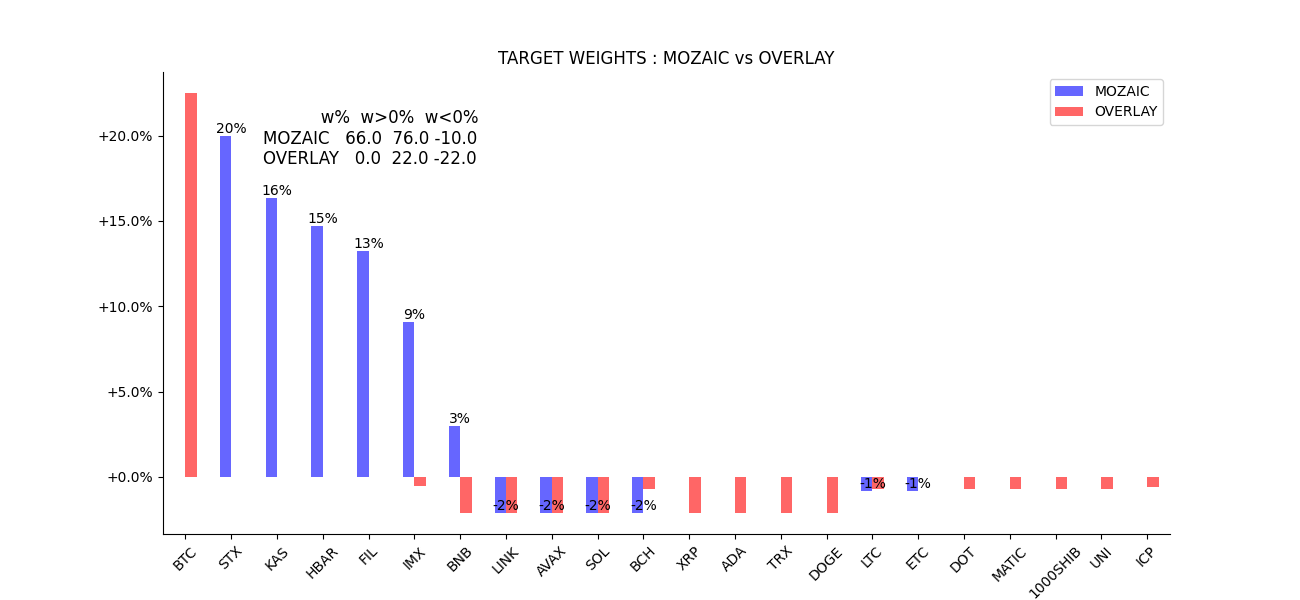 TARGET WEIGHTS : MOZAIC vs OVERLAY
MOZAIC
OVERLAY
w% w>0% w<0%
MOZAIC 66.0 76.0 -10.0
OVERLAY 0.0 22.0 -22.0
+20.0%
+15.0%
+10.0%
+5.0%
+0.0%
20%
16%
15%
13%
9%
3%
-2%
-2%
-2%
-2%
-1%
-1%
BTC
STX
KAS
HBAR
FIL
IMX
BNB
LINK
AVAX
SOL
BCH
XRP
ADA
TRX
DOGE
LTC
ETC
DOT
MATIC
1000SHIB
UNI
ICP